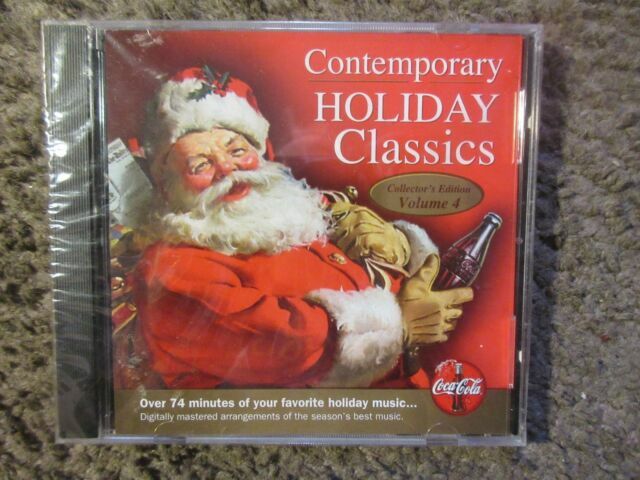 Contemporary
HOLIDAY
Classics
Collector's Edition
Volume 4
Coca-Cola
Over 74 minutes of your favorite holiday music...
Digitally mastered arrangements of the season's best music.